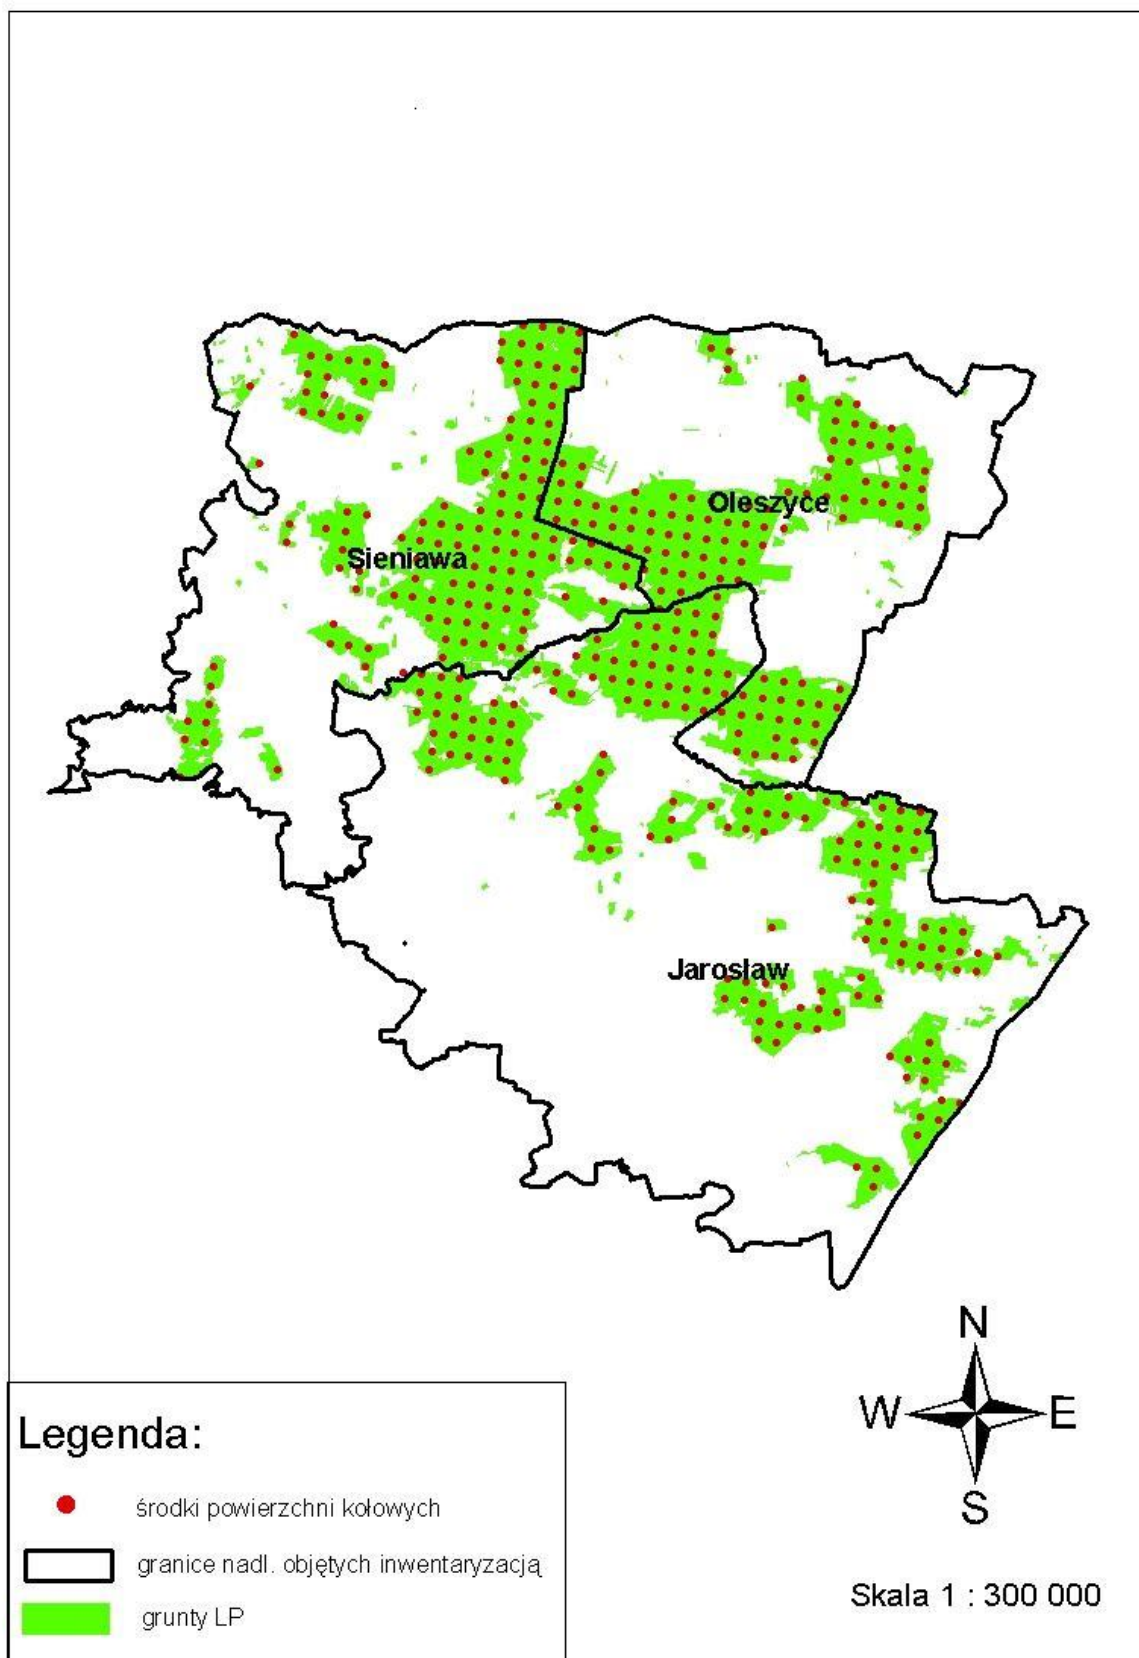 Oleszyce
Sieniawa
Jarosław
N
W E
S
Legenda:
środki powierzchni kołowych
granice nadl. objętych inwentaryzacją
grunty LP
Skala 1 : 300 000